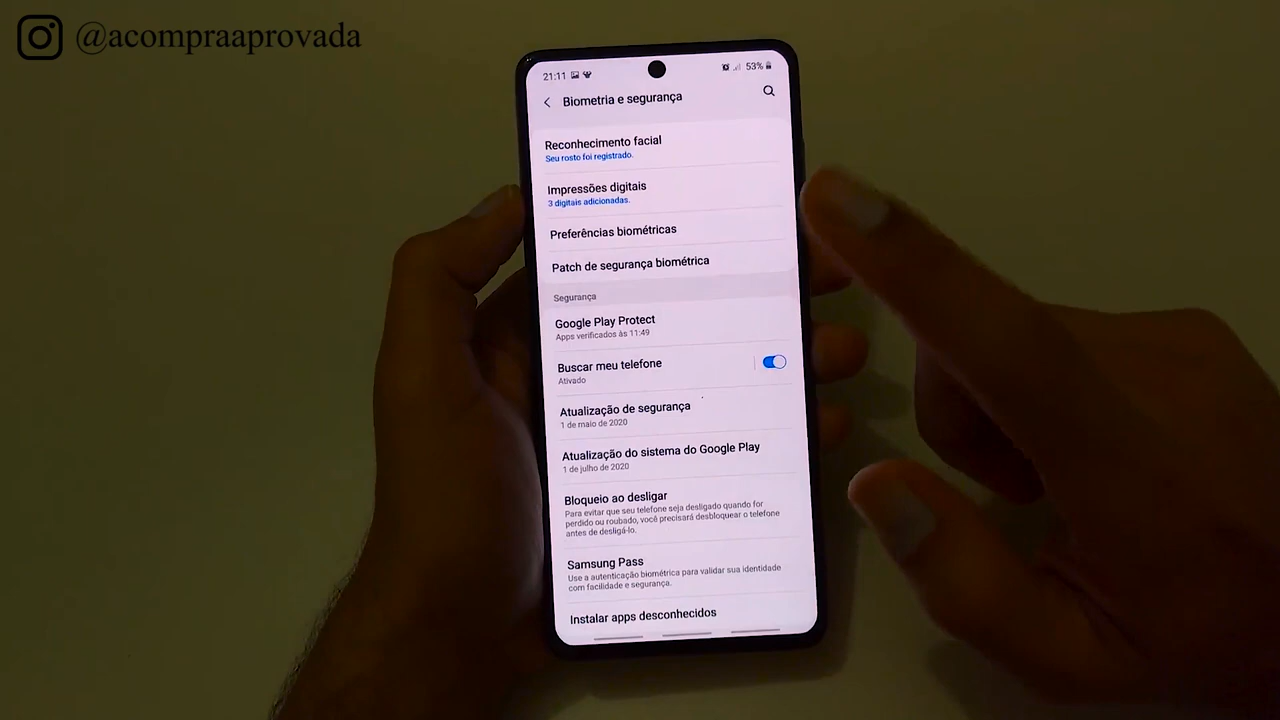 @acompraaprovada
21:11
53%
Biometria e segurança
Reconhecimento facial
Seu rosto foi registrado.
Impressões digitais
3 digitais adicionadas.
Preferências biométricas
Patch de segurança biométrica
Segurança
Google Play Protect
Apps verificados às 11:49
Buscar meu telefone
Ativado
Atualização de segurança
1 de maio de 2020
Atualização do sistema do Google Play
1 de julho de 2020
Bloqueio ao desligar
Para evitar que seu telefone seja desligado quando for
perdido ou roubado, você precisará desbloquear o telefone
antes de desligá-lo.
Samsung Pass
Use a autenticação biométrica para validar sua identidade
com facilidade e segurança.
Instalar apps desconhecidos